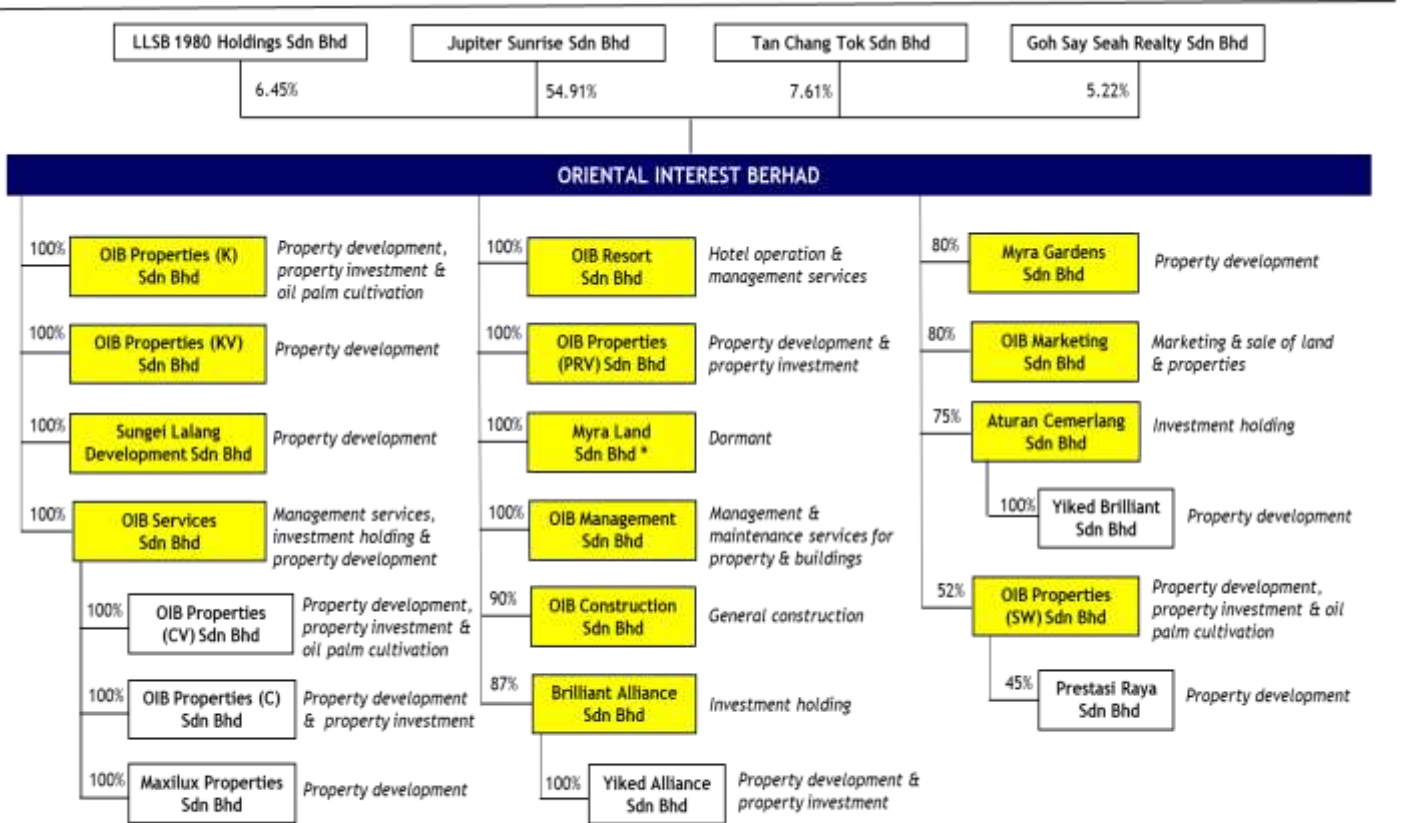 LLSB 1980 Holdings Sdn Bhd
Jupiter Sunrise Sdn Bhd
Tan Chang Tok Sdn Bhd
Goh Say Seah Realty Sdn Bhd
6.45%
54.91%
7.61%
5.22%
ORIENTAL INTEREST BERHAD
100%
OIB Properties (K)
Sdn Bhd
Property development,
property investment &
oil palm cultivation
100%
OIB Properties (KV)
Sdn Bhd
Property development
100%
Sungei Lalang
Development Sdn Bhd
Property development
100%
OIB Services
Sdn Bhd
Management services,
investment holding &
property development
100%
OIB Properties
(CV) Sdn Bhd
Property development,
property investment &
oil palm cultivation
100%
OIB Properties (C)
Sdn Bhd
Property development
& property investment
100%
Maxilux Properties
Sdn Bhd
Property development
100%
OIB Resort
Sdn Bhd
Hotel operation &
management services
100%
OIB Properties
(PRV) Sdn Bhd
Property development &
property investment
100%
Myra Land
Sdn Bhd *
Dormant
100%
OIB Management
Sdn Bhd
Management &
maintenance services for
property & buildings
90%
OIB Construction
Sdn Bhd
General construction
87%
Brilliant Alliance
Sdn Bhd
Investment holding
100%
Yiked Alliance
Sdn Bhd
Property development &
property investment
80%
Myra Gardens
Sdn Bhd
Property development
80%
OIB Marketing
Sdn Bhd
Marketing & sale of land
& properties
75%
Aturan Cemerlang
Sdn Bhd
Investment holding
100%
Yiked Brilliant
Sdn Bhd
Property development
52%
OIB Properties
(SW) Sdn Bhd
Property development,
property investment & oil
palm cultivation
45%
Prestasi Raya
Sdn Bhd
Property development